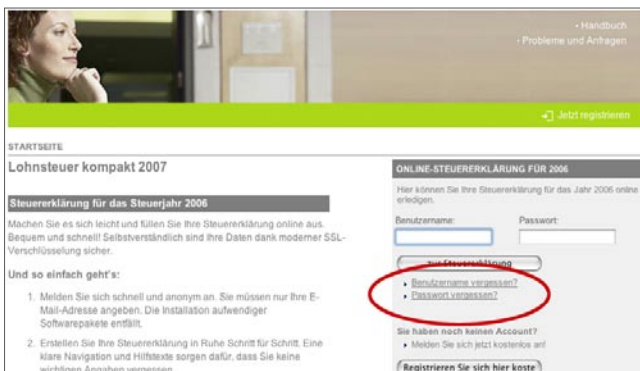 Handbuch
Probleme und Anfragen
Jetzt registrieren
STARTSEITE
Lohnsteuer kompakt 2007
Steuererklärung für das Steuerjahr 2006
Machen Sie es sich leicht und füllen Sie Ihre Steuererklärung online aus.
Bequem und schnell! Selbstverständlich sind Ihre Daten dank moderner SSL-
Verschlüsselung sicher.
Und so einfach geht's:
1. Melden Sie sich schnell und anonym an. Sie müssen nur Ihre E-
Mail-Adresse angeben. Die Installation aufwendiger
Softwarepakete entfällt.
2. Erstellen Sie Ihre Steuererklärung in Ruhe Schritt für Schritt. Eine
klare Navigation und Hilfstexte sorgen dafür, dass Sie keine
wichtigen Angaben vergessen.
ONLINE-STEUERERKLÄRUNG FÜR 2006
Hier können Sie Ihre Steuererklärung für das Jahr 2006 online
erledigen.
Benutzername: Passwort:
zur Steuererklärung
Benutzername vergessen?
Passwort vergessen?
Sie haben noch keinen Account?
Melden Sie sich jetzt kostenlos an!
Registrieren Sie sich hier koste